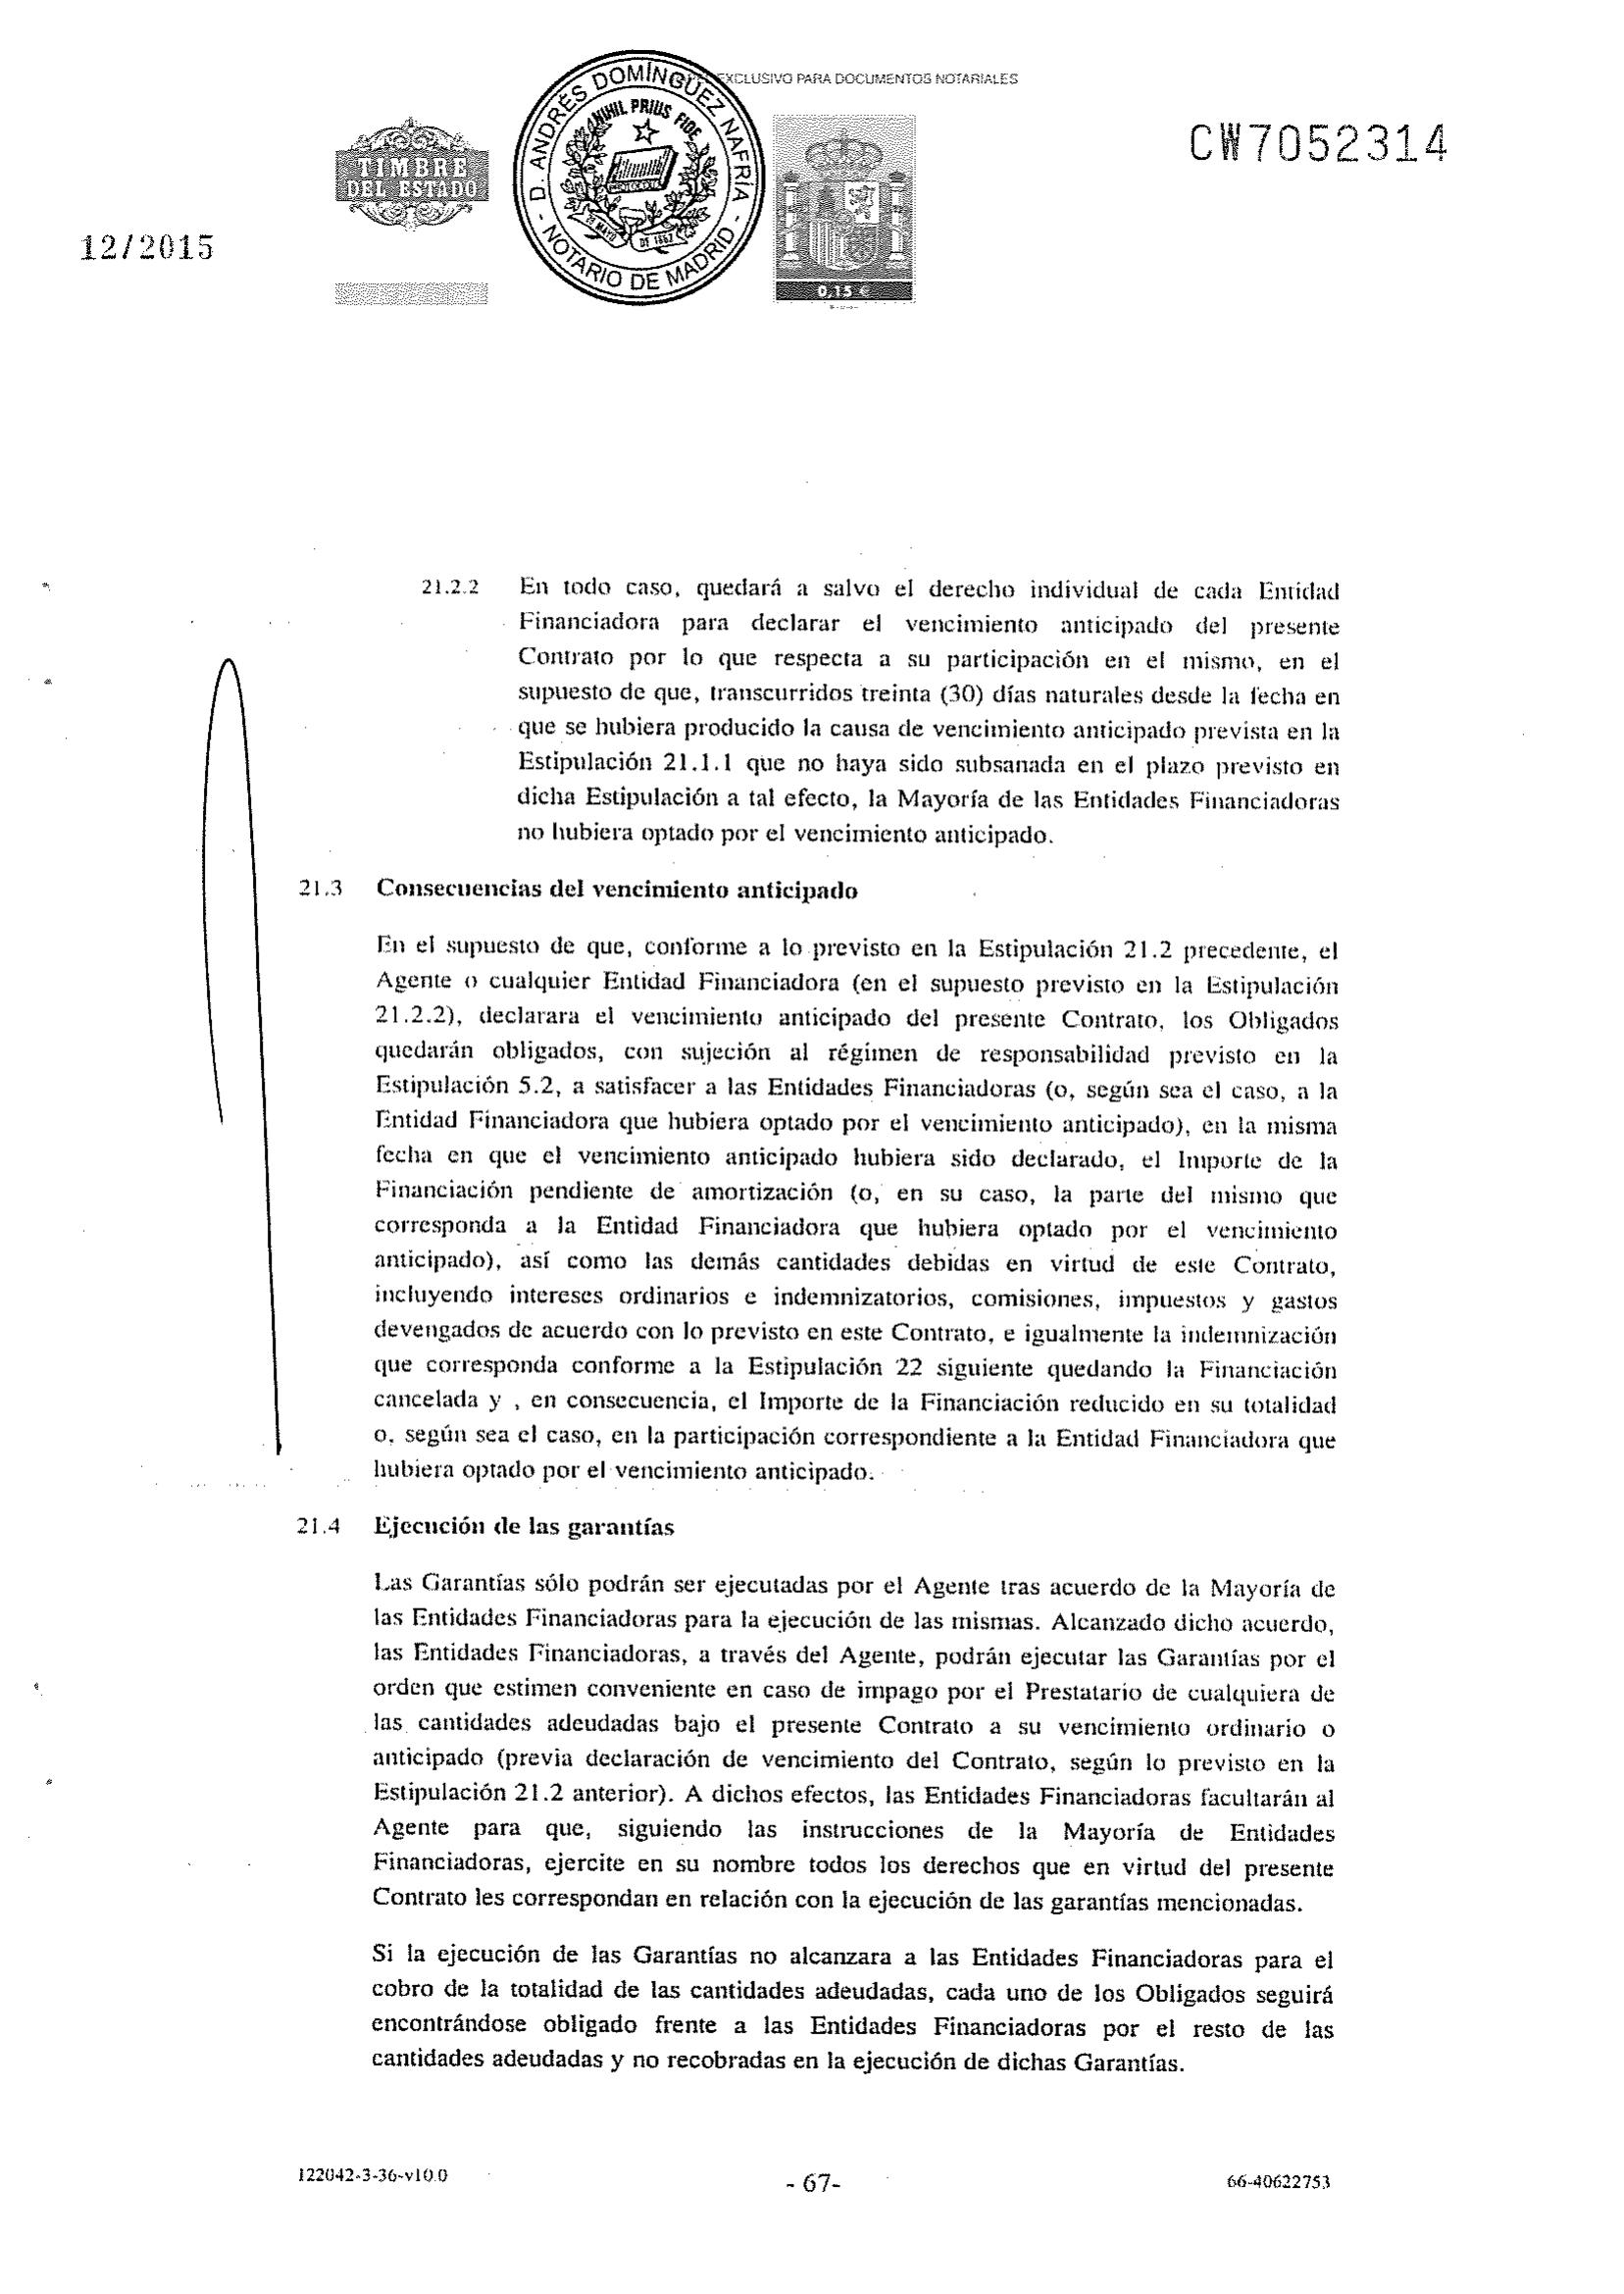 EXCLUSIVO PARA DOCUMENTOS NOTARIALES
D. ANDRÉS DOMÍNGUEZ NAFRÍA - NOTARIO DE MADRID -
NIHIL PRIUS FIDE
CW7052314
TIMBRE
DEL ESTADO
12/2015
0,15 €
21.2.2 En todo caso, quedará a salvo el derecho individual de cada Entidad
Financiadora para declarar el vencimiento anticipado del presente
Contrato por lo que respecta a su participación en el mismo, en el
supuesto de que, transcurridos treinta (30) días naturales desde la fecha en
que se hubiera producido la causa de vencimiento anticipado prevista en la
Estipulación 21.1.1 que no haya sido subsanada en el plazo previsto en
dicha Estipulación a tal efecto, la Mayoría de las Entidades Financiadoras
no hubiera optado por el vencimiento anticipado.
21.3 Consecuencias del vencimiento anticipado
En el supuesto de que, conforme a lo previsto en la Estipulación 21.2 precedente, el
Agente o cualquier Entidad Financiadora (en el supuesto previsto en la Estipulación
21.2.2), declarara el vencimiento anticipado del presente Contrato, los Obligados
quedarán obligados, con sujeción al régimen de responsabilidad previsto en la
Estipulación 5.2, a satisfacer a las Entidades Financiadoras (o, según sea el caso, a la
Entidad Financiadora que hubiera optado por el vencimiento anticipado), en la misma
fecha en que el vencimiento anticipado hubiera sido declarado, el Importe de la
Financiación pendiente de amortización (o, en su caso, la parte del mismo que
corresponda a la Entidad Financiadora que hubiera optado por el vencimiento
anticipado), así como las demás cantidades debidas en virtud de este Contrato,
incluyendo intereses ordinarios e indemnizatorios, comisiones, impuestos y gastos
devengados de acuerdo con lo previsto en este Contrato, e igualmente la indemnización
que corresponda conforme a la Estipulación 22 siguiente quedando la Financiación
cancelada y , en consecuencia, el Importe de la Financiación reducido en su totalidad
o, según sea el caso, en la participación correspondiente a la Entidad Financiadora que
hubiera optado por el vencimiento anticipado.
21.4 Ejecución de las garantías
Las Garantías sólo podrán ser ejecutadas por el Agente tras acuerdo de la Mayoría de
las Entidades Financiadoras para la ejecución de las mismas. Alcanzado dicho acuerdo,
las Entidades Financiadoras, a través del Agente, podrán ejecutar las Garantías por el
orden que estimen conveniente en caso de impago por el Prestatario de cualquiera de
las cantidades adeudadas bajo el presente Contrato a su vencimiento ordinario o
anticipado (previa declaración de vencimiento del Contrato, según lo previsto en la
Estipulación 21.2 anterior). A dichos efectos, las Entidades Financiadoras facultarán al
Agente para que, siguiendo las instrucciones de la Mayoría de Entidades
Financiadoras, ejercite en su nombre todos los derechos que en virtud del presente
Contrato les correspondan en relación con la ejecución de las garantías mencionadas.
Si la ejecución de las Garantías no alcanzara a las Entidades Financiadoras para el
cobro de la totalidad de las cantidades adeudadas, cada uno de los Obligados seguirá
encontrándose obligado frente a las Entidades Financiadoras por el resto de las
cantidades adeudadas y no recobradas en la ejecución de dichas Garantías.
122042-3-36-v10.0
- 67-
66-40622753